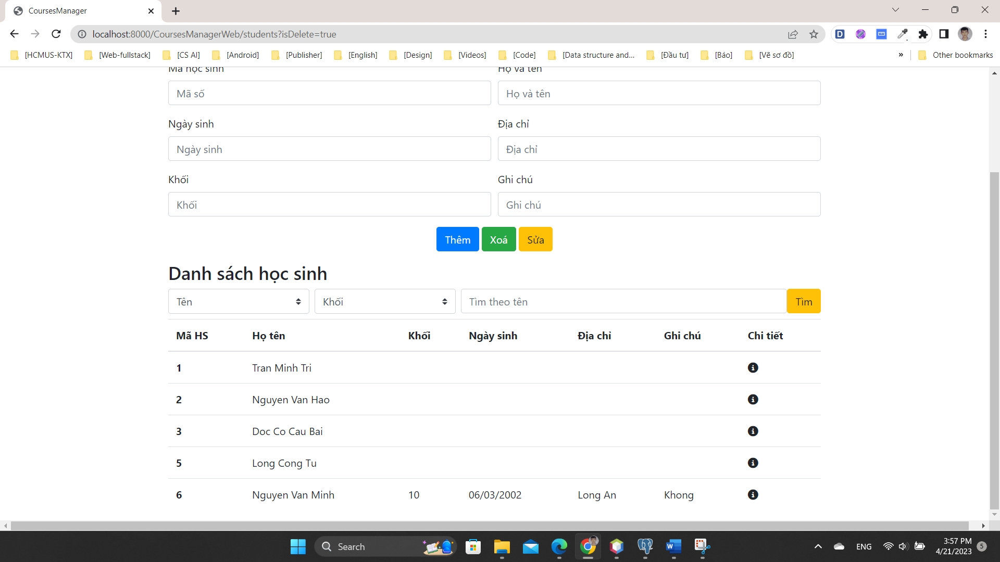 CoursesManager
localhost:8000/CoursesManagerWeb/students?isDelete=true
[HCMUS-KTX] [Web-fullstack] [CS AI] [Android] [Publisher] [English] [Design] [Videos] [Code] [Data structure and... [Đầu tư] [Báo] [Vẽ sơ đồ] » Other bookmarks
Mã học sinh Họ và tên
Mã số Họ và tên
Ngày sinh Địa chỉ
Ngày sinh Địa chỉ
Khối Ghi chú
Khối Ghi chú
Thêm Xoá Sửa
Danh sách học sinh
Tên Khối Tìm theo tên Tìm
Mã HS Họ tên Khối Ngày sinh Địa chỉ Ghi chú Chi tiết
1 Tran Minh Tri
2 Nguyen Van Hao
3 Doc Co Cau Bai
5 Long Cong Tu
6 Nguyen Van Minh 10 06/03/2002 Long An Khong
Search ENG 3:57 PM
4/21/2023 5